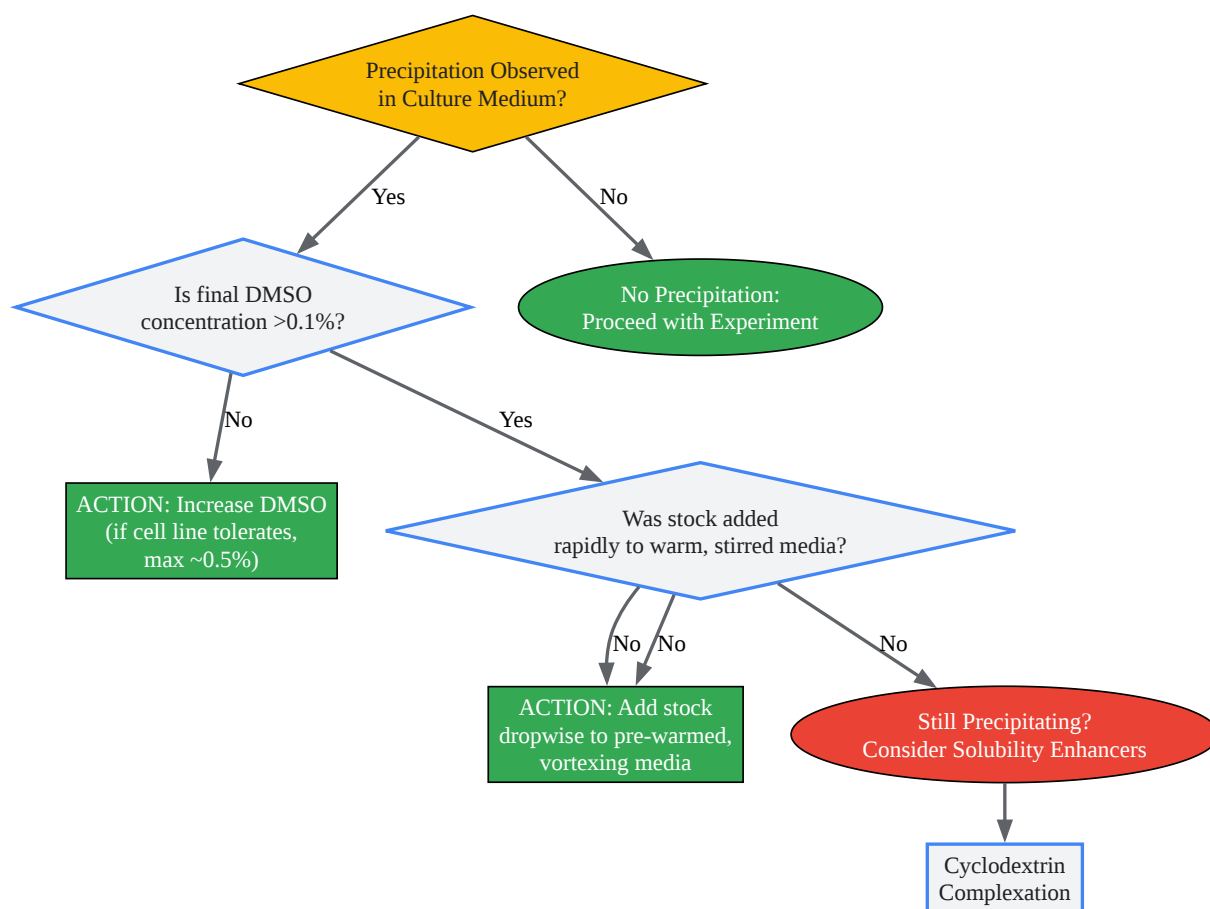 Precipitation Observed
in Culture Medium?
Yes
No
Is final DMSO
concentration >0.1%?
No Precipitation:
Proceed with Experiment
No
Yes
ACTION: Increase DMSO
(if cell line tolerates,
max ~0.5%)
Was stock added
rapidly to warm, stirred media?
No
No
No
ACTION: Add stock
dropwise to pre-warmed,
vortexing media
Still Precipitating?
Consider Solubility Enhancers
Cyclodextrin
Complexation